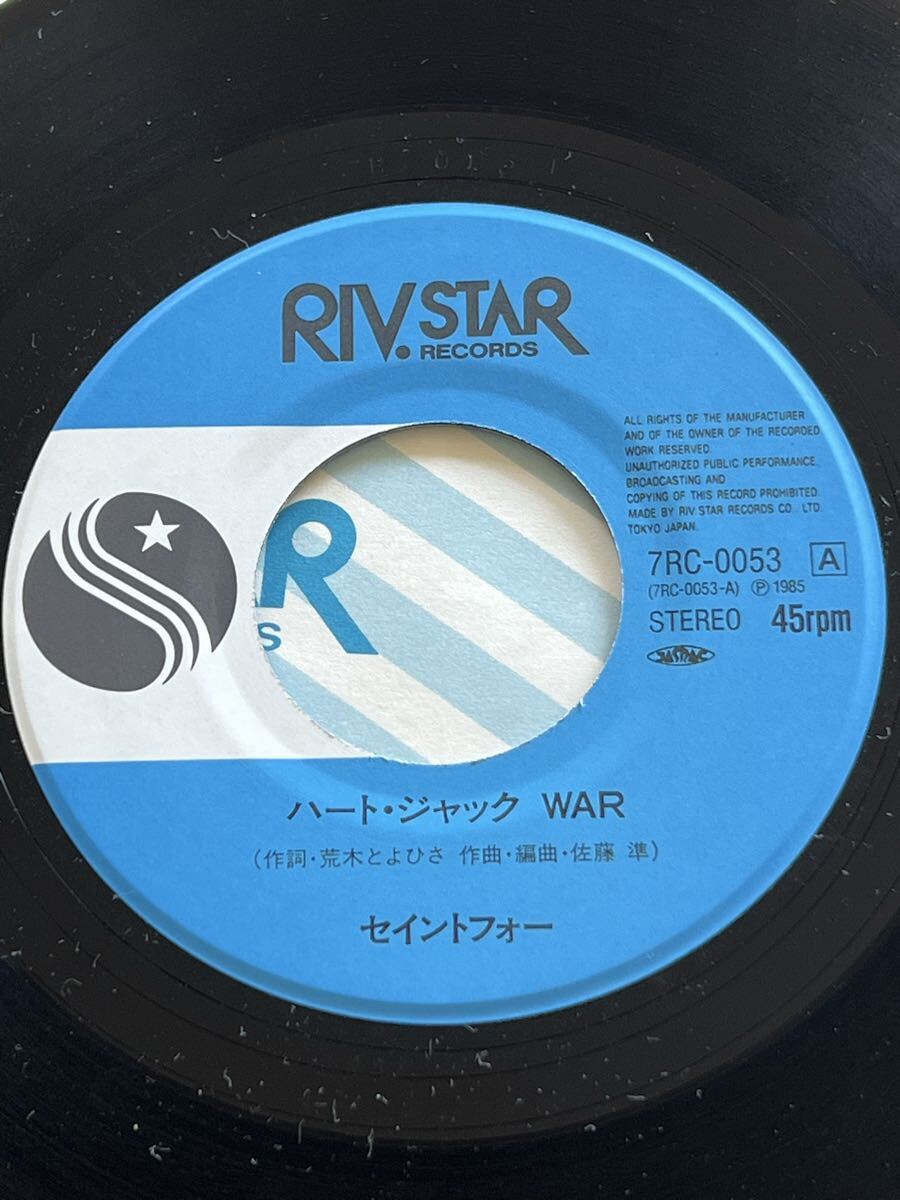 RIV.STAR
RECORDS
ALL RIGHTS OF THE MANUFACTURER
AND OF THE OWNER OF THE RECORDED
WORK RESERVED.
UNAUTHORIZED PUBLIC PERFORMANCE,
BROADCASTING AND
COPYING OF THIS RECORD PROHIBITED.
MADE BY RIV.STAR RECORDS CO., LTD.
TOKYO JAPAN.
7RC-0053 A
(7RC-0053-A) Ⓟ 1985
STEREO 45rpm
JASRAC
R
S
ハート・ジャック WAR
(作詞・荒木とよひさ 作曲・編曲・佐藤 準)
セイントフォー